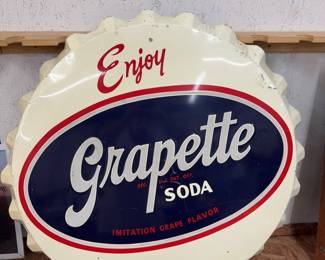 Enjoy
Grapette
SODA
IMITATION GRAPE FLAVOR